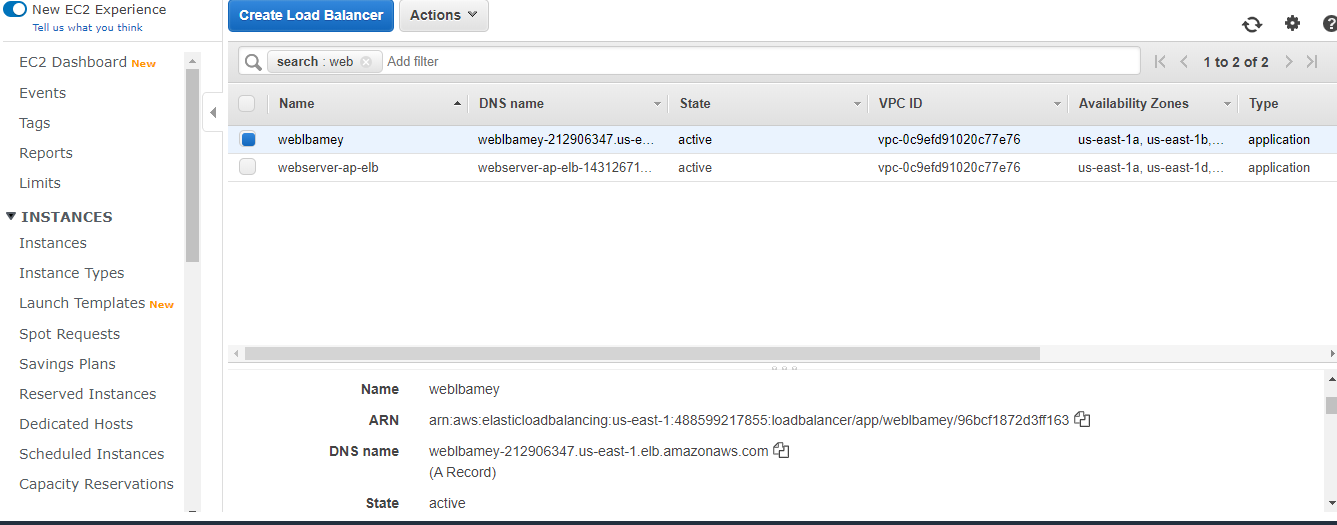 New EC2 Experience
Tell us what you think
EC2 Dashboard New
Events
Tags
Reports
Limits
INSTANCES
Instances
Instance Types
Launch Templates New
Spot Requests
Savings Plans
Reserved Instances
Dedicated Hosts
Scheduled Instances
Capacity Reservations
Create Load Balancer Actions
search : web Add filter 1 to 2 of 2
Name DNS name State VPC ID Availability Zones Type
weblbamey weblbamey-212906347.us-e... active vpc-0c9efd91020c77e76 us-east-1a, us-east-1b,... application
webserver-ap-elb webserver-ap-elb-14312671... active vpc-0c9efd91020c77e76 us-east-1a, us-east-1d,... application
Name weblbamey
ARN arn:aws:elasticloadbalancing:us-east-1:488599217855:loadbalancer/app/weblbamey/96bcf1872d3ff163
DNS name weblbamey-212906347.us-east-1.elb.amazonaws.com
(A Record)
State active